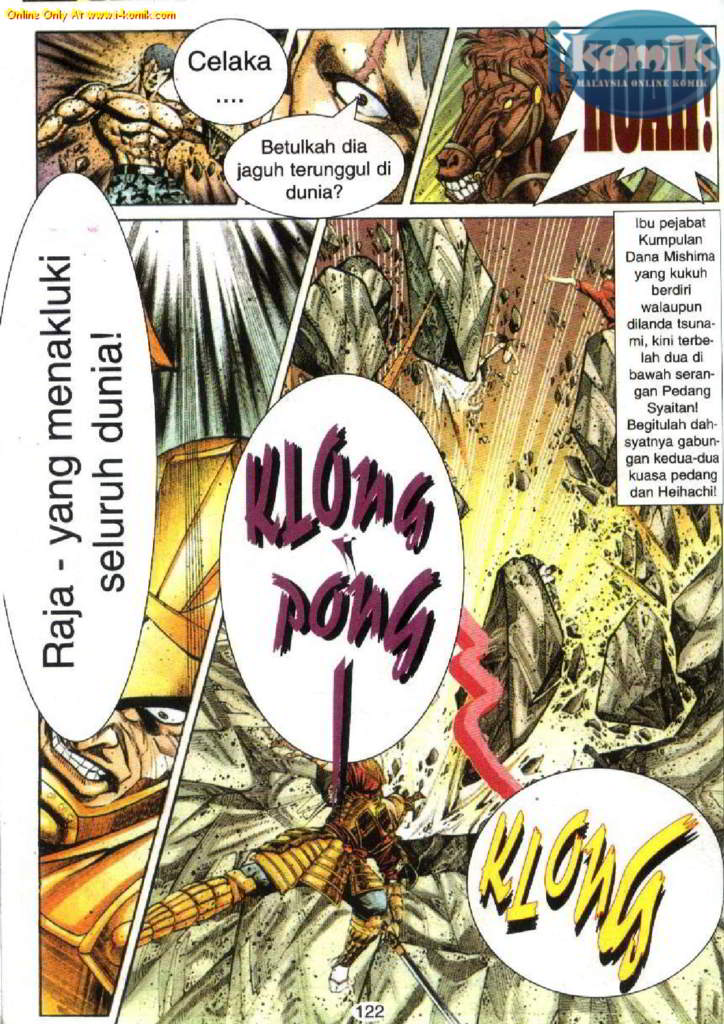 Online Only At www.i-komik.com
komik
MALAYSIA ONLINE KOMIK
Celaka
....
Betulkah dia
jaguh terunggul di
dunia?
Raja - yang menakluki
seluruh dunia!
Ibu pejabat
Kumpulan
Dana Mishima
yang kukuh
berdiri
walaupun
dilanda tsuna-
mi, kini terbe-
lah dua di
bawah seran-
gan Pedang
Syaitan!
Begitulah dah-
syatnya gabun-
gan kedua-dua
kuasa pedang
dan Heihachi!
KLONG
PONG
!
KLONG
122